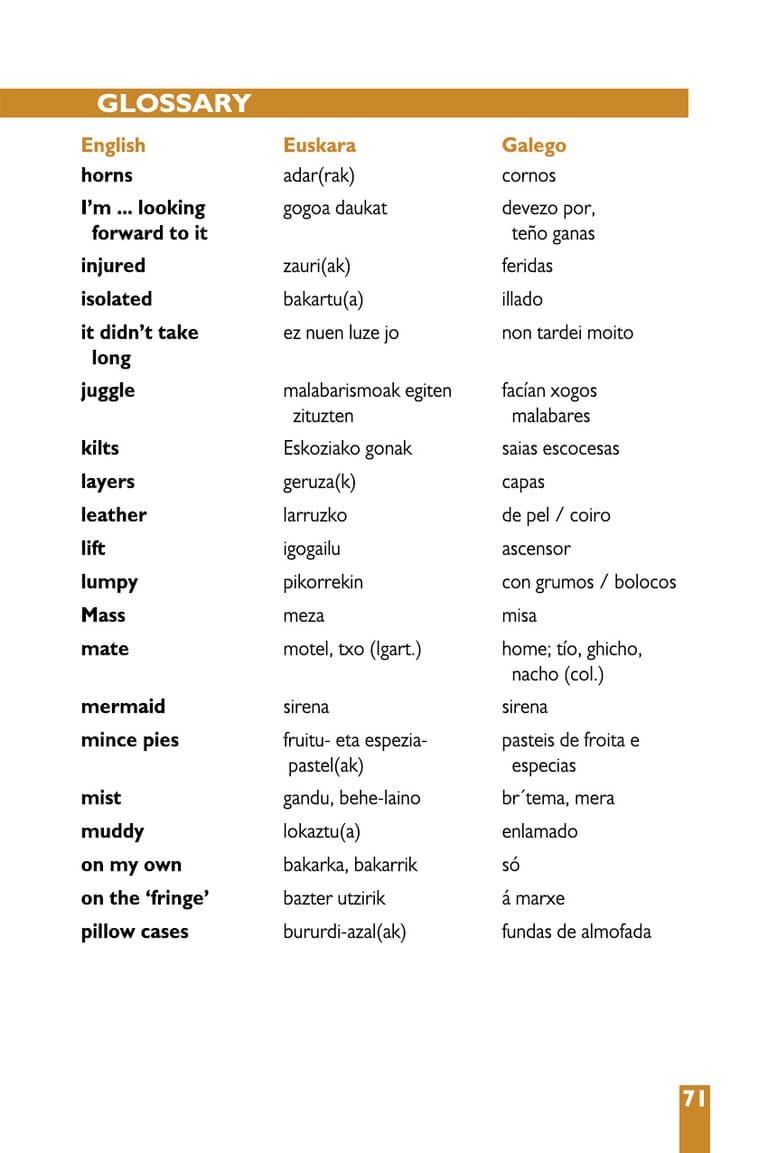 GLOSSARY
English Euskara Galego
horns adar(rak) cornos
I'm ... looking gogoa daukat devezo por,
forward to it teño ganas
injured zauri(ak) feridas
isolated bakartu(a) illado
it didn't take ez nuen luze jo non tardei moito
long
juggle malabarismoak egiten facían xogos
zituzten malabares
kilts Eskoziako gonak saias escocesas
layers geruza(k) capas
leather larruzko de pel / coiro
lift igogailu ascensor
lumpy pikorrekin con grumos / bolocos
Mass meza misa
mate motel, txo (lgart.) home; tío, ghicho,
nacho (col.)
mermaid sirena sirena
mince pies fruitu- eta espezia- pasteis de froita e
pastel(ak) especias
mist gandu, behe-laino br´tema, mera
muddy lokaztu(a) enlamado
on my own bakarka, bakarrik só
on the ‘fringe’ bazter utzirik á marxe
pillow cases bururdi-azal(ak) fundas de almofada
71